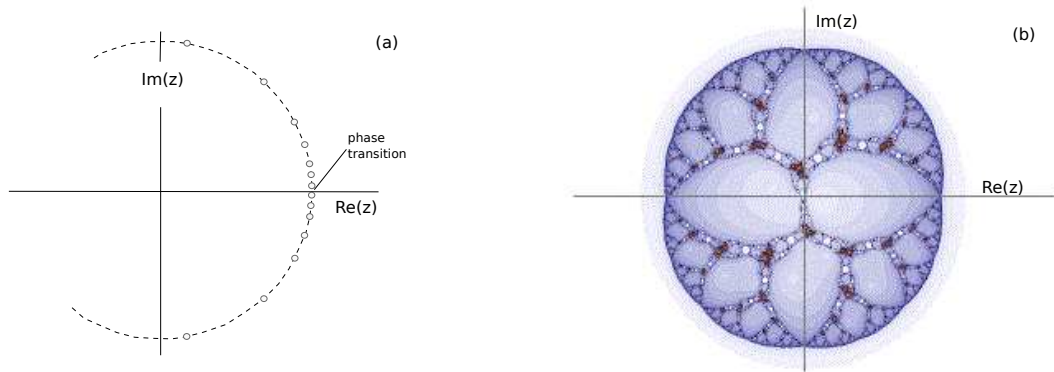 (a)
Im(z)
phase
transition
Re(z)
Im(z)
(b)
Re(z)